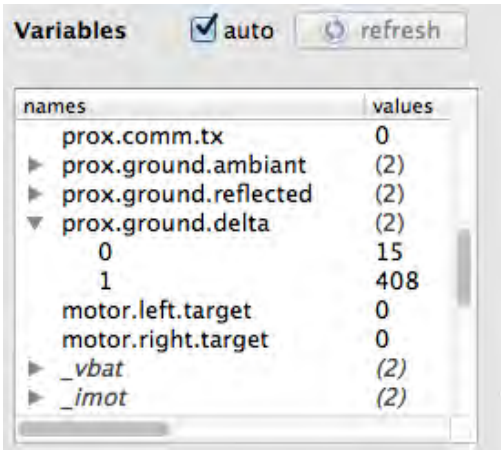 Variables auto refresh
names values
prox.comm.tx 0
prox.ground.ambiant (2)
prox.ground.reflected (2)
prox.ground.delta (2)
0 15
1 408
motor.left.target 0
motor.right.target 0
_vbat (2)
_imot (2)